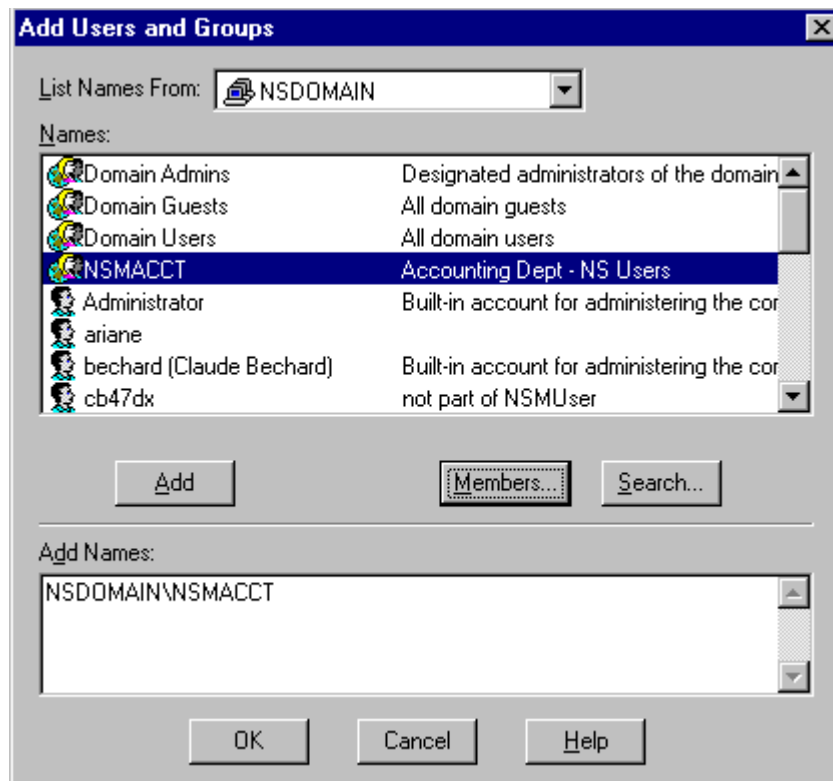 Add Users and Groups
List Names From: NSDOMAIN
Names:
Domain Admins Designated administrators of the domain
Domain Guests All domain guests
Domain Users All domain users
NSMACCT Accounting Dept - NS Users
Administrator Built-in account for administering the cor
ariane
bechard (Claude Bechard) Built-in account for administering the cor
cb47dx not part of NSMUser
Add Members... Search...
Add Names:
NSDOMAIN\NSMACCT
OK Cancel Help